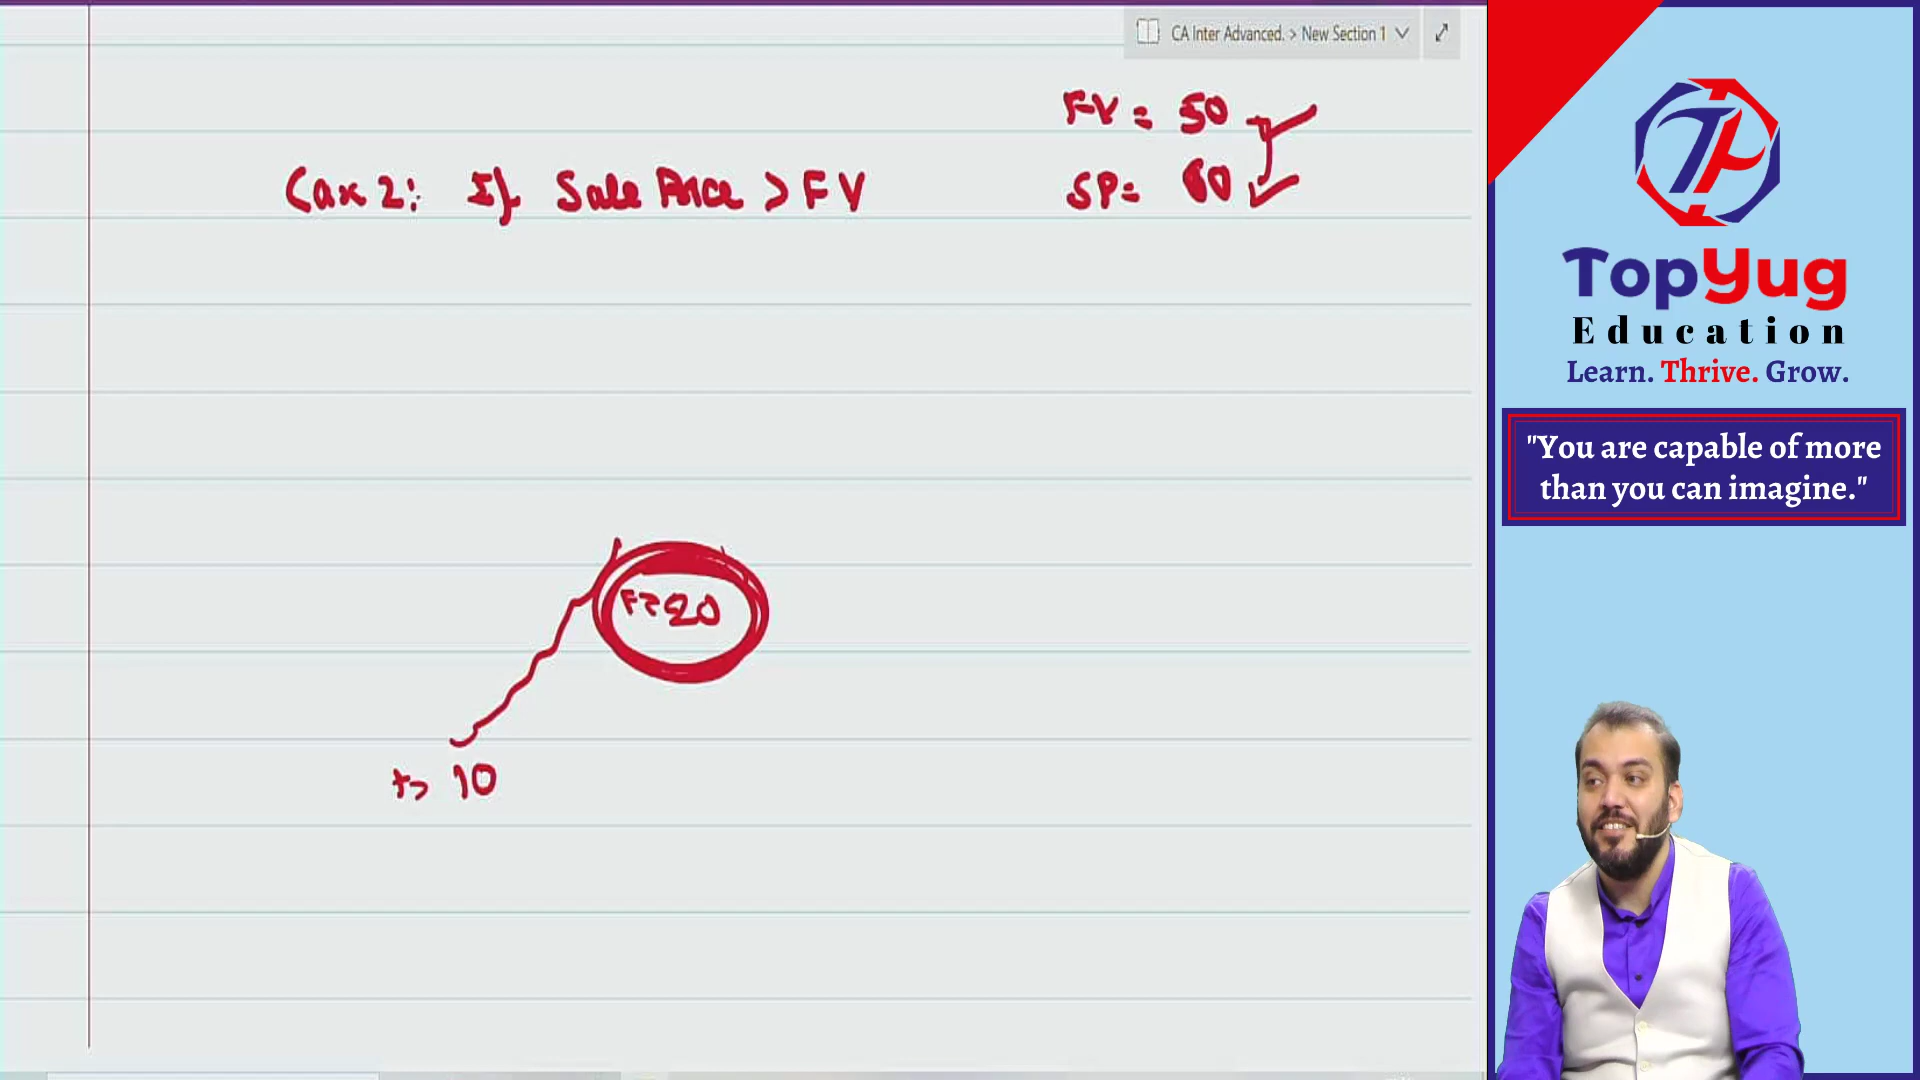 CA Inter Advanced. > New Section 1
FV = 50
SP = 60
Case 2: If Sale Price > FV
10
TopYug
Education
Learn. Thrive. Grow.
"You are capable of more
than you can imagine."